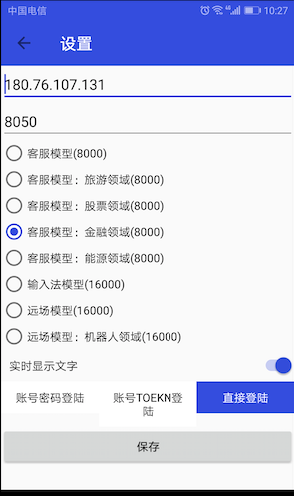 中国电信
10:27
设置
180.76.107.131
8050
客服模型(8000)
客服模型：旅游领域(8000)
客服模型：股票领域(8000)
客服模型：金融领域(8000)
客服模型：能源领域(8000)
输入法模型(16000)
远场模型(16000)
远场模型：机器人领域(16000)
实时显示文字
账号密码登陆
账号TOEKN登
陆
直接登陆
保存